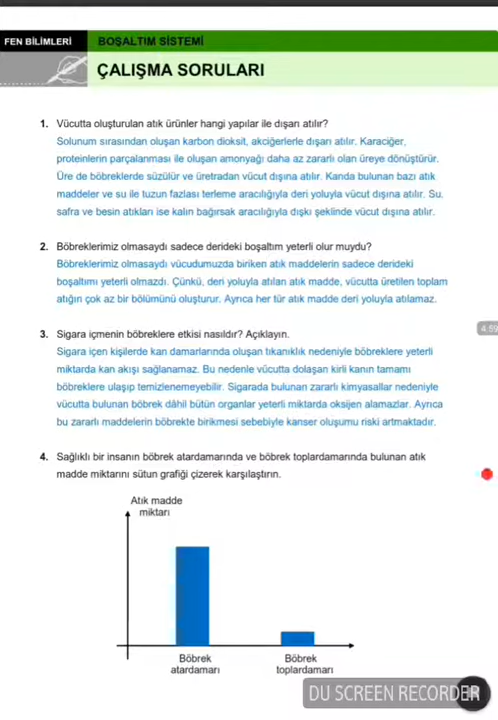 FEN BİLİMLERİ
BOŞALTIM SİSTEMİ
ÇALIŞMA SORULARI
1. Vücutta oluşturulan atık ürünler hangi yapılar ile dışarı atılır?
Solunum sırasından oluşan karbon dioksit, akciğerlerle dışarı atılır. Karaciğer,
proteinlerin parçalanması ile oluşan amonyağı daha az zararlı olan üreye dönüştürür.
Üre de böbreklerde süzülür ve üretradan vücut dışına atılır. Kanda bulunan bazı atık
maddeler ve su ile tuzun fazlası terleme aracılığıyla deri yoluyla vücut dışına atılır. Su,
safra ve besin atıkları ise kalın bağırsak aracılığıyla dışkı şeklinde vücut dışına atılır.
2. Böbreklerimiz olmasaydı sadece derideki boşaltım yeterli olur muydu?
Böbreklerimiz olmasaydı vücudumuzda biriken atık maddelerin sadece derideki
boşaltımı yeterli olmazdı. Çünkü, deri yoluyla atılan atık madde, vücutta üretilen toplam
atığın çok az bir bölümünü oluşturur. Ayrıca her tür atık madde deri yoluyla atılamaz.
3. Sigara içmenin böbreklere etkisi nasıldır? Açıklayın.
Sigara içen kişilerde kan damarlarında oluşan tıkanıklık nedeniyle böbreklere yeterli
miktarda kan akışı sağlanamaz. Bu nedenle vücutta dolaşan kirli kanın tamamı
böbreklere ulaşıp temizlenemeyebilir. Sigarada bulunan zararlı kimyasallar nedeniyle
vücutta bulunan böbrek dâhil bütün organlar yeterli miktarda oksijen alamazlar. Ayrıca
bu zararlı maddelerin böbrekte birikmesi sebebiyle kanser oluşumu riski artmaktadır.
4:59
4. Sağlıklı bir insanın böbrek atardamarında ve böbrek toplardamarında bulunan atık
madde miktarını sütun grafiği çizerek karşılaştırın.
Atık madde
miktarı
Böbrek
atardamarı
Böbrek
toplardamarı
DU SCREEN RECORDER